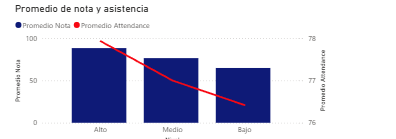 Promedio de nota y asistencia
Promedio Nota Promedio Attendance
100
50
0
Promedio Nota
78
77
76
Promedio Attendance
Alto Medio Bajo